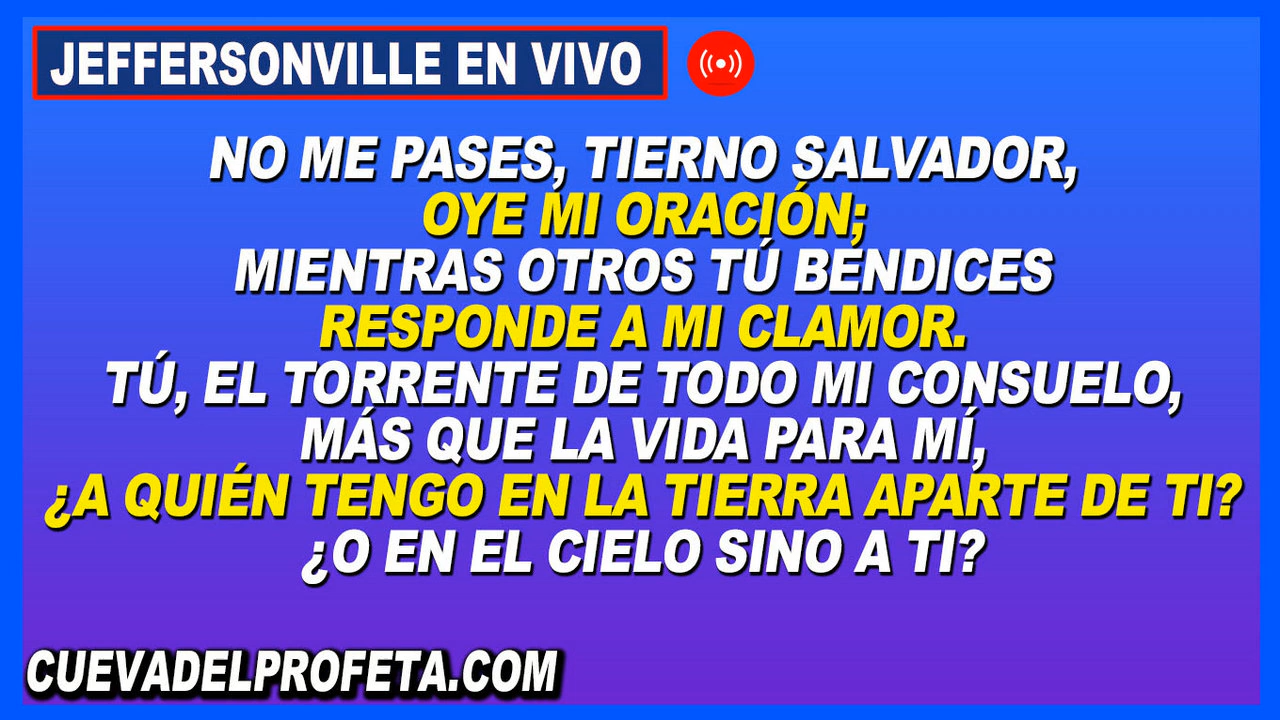 JEFFERSONVILLE EN VIVO
NO ME PASES, TIERNO SALVADOR,
OYE MI ORACIÓN;
MIENTRAS OTROS TÚ BENDICES
RESPONDE A MI CLAMOR.
TÚ, EL TORRENTE DE TODO MI CONSUELO,
MÁS QUE LA VIDA PARA MÍ,
¿A QUIÉN TENGO EN LA TIERRA APARTE DE TI?
¿O EN EL CIELO SINO A TI?
CUEVADELPROFETA.COM